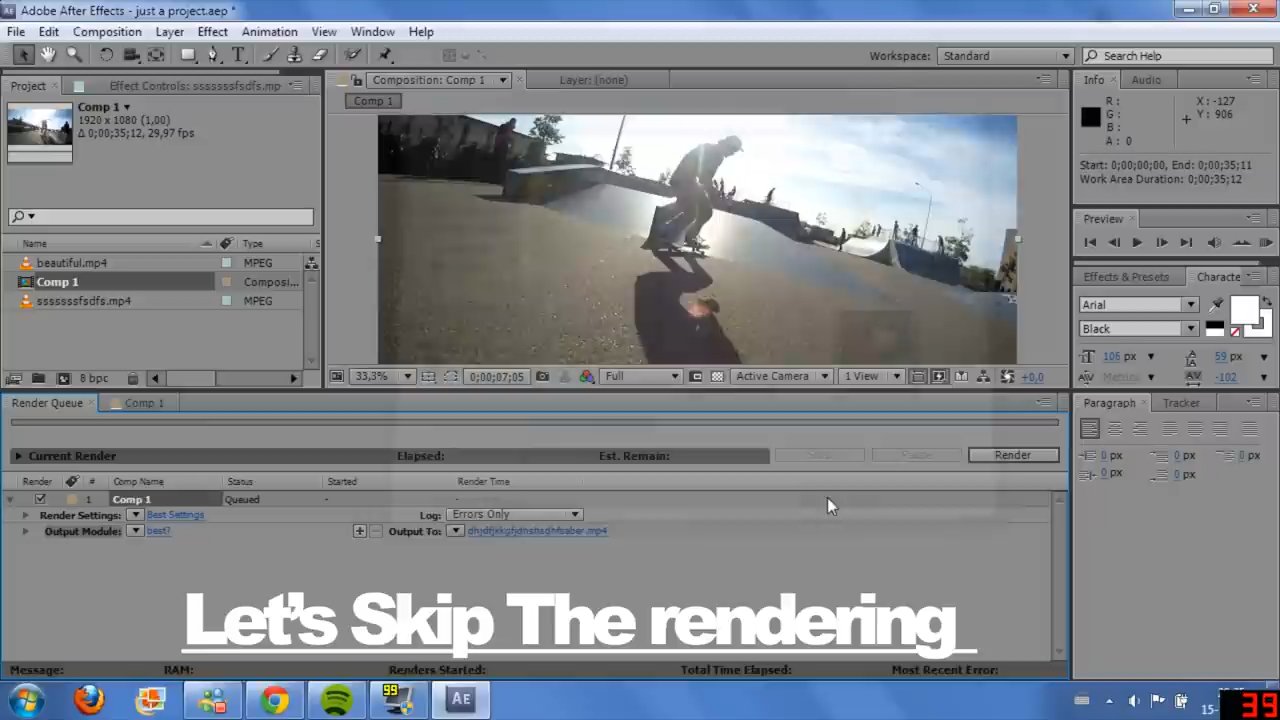 Adobe After Effects - just a project.aep *
File Edit Composition Layer Effect Animation View Window Help
Workspace: Standard Search Help
Project × Effect Controls: sssssssfsdfs.mp
Composition: Comp 1 Layer: (none)
Info × Audio
Comp 1
Comp 1 ▾
1920 x 1080 (1,00)
Δ 0;00;35;12, 29,97 fps
R: X: -127
G: Y: 906
B:
A: 0
Start: 0;00;00;00, End: 0;00;35;11
Work Area Duration: 0;00;35;12
Preview ×
Name Type S
beautiful.mp4 MPEG
Comp 1 Composi...
sssssssfsdfs.mp4 MPEG
Effects & Presets Characte
Arial
Black
106 px 59 px
Metrics -102
8 bpc
33,3% 0;00;07;05 Full Active Camera 1 View +0,0
Render Queue × Comp 1
Paragraph × Tracker
Current Render Elapsed: Est. Remain: Stop Pause Render
0 px 0 px 0 px
0 px 0 px
Render # Comp Name Status Started Render Time
1 Comp 1 Queued - -
Render Settings: Best Settings Log: Errors Only
Output Module: best? Output To:
Let's Skip The rendering
Message: RAM: Renders Started: Total Time Elapsed: Most Recent Error:
99
Ae
15-
39